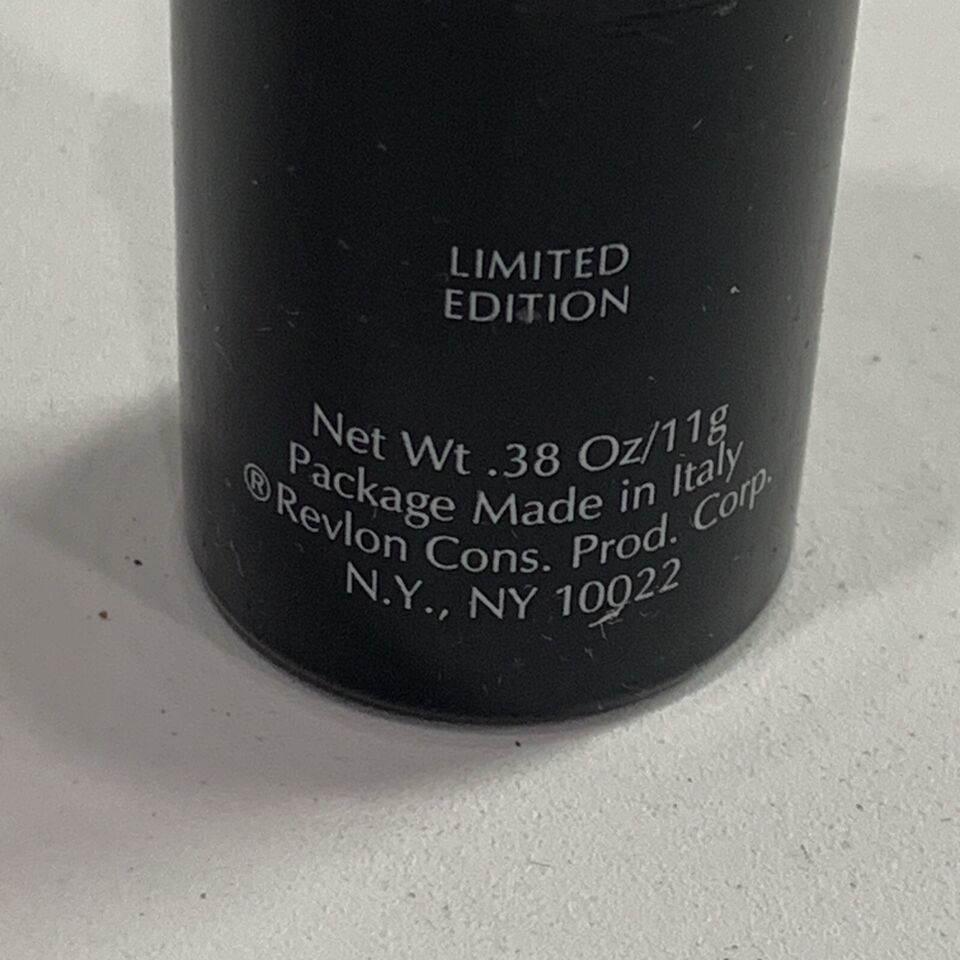 LIMITED
EDITION
Net Wt .38 Oz/11g
Package Made in Italy
®Revlon Cons. Prod. Corp.
N.Y., NY 10022